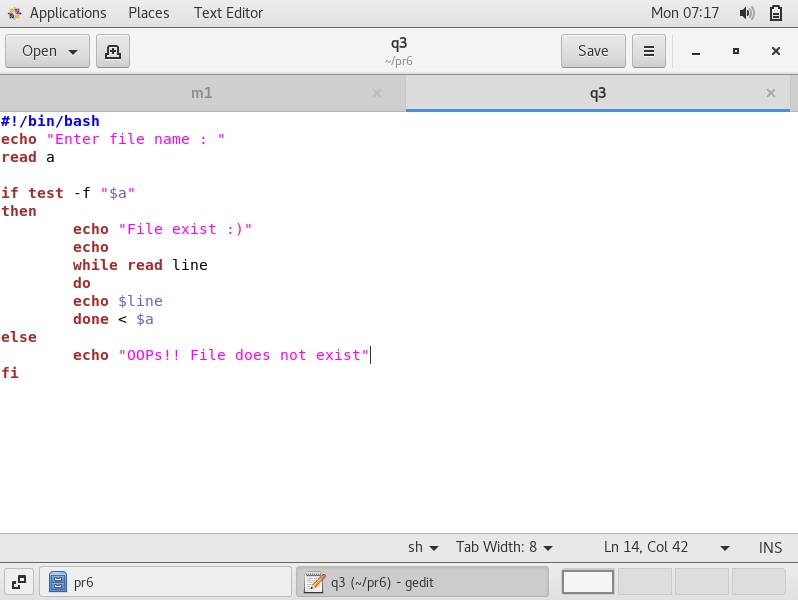 Applications Places Text Editor Mon 07:17
Open q3 Save
~/pr6
m1 q3
#!/bin/bash
echo "Enter file name : "
read a
if test -f "$a"
then
echo "File exist :)"
echo
while read line
do
echo $line
done < $a
else
echo "OOPs!! File does not exist"
fi
sh Tab Width: 8 Ln 14, Col 42 INS
pr6 q3 (~/pr6) - gedit